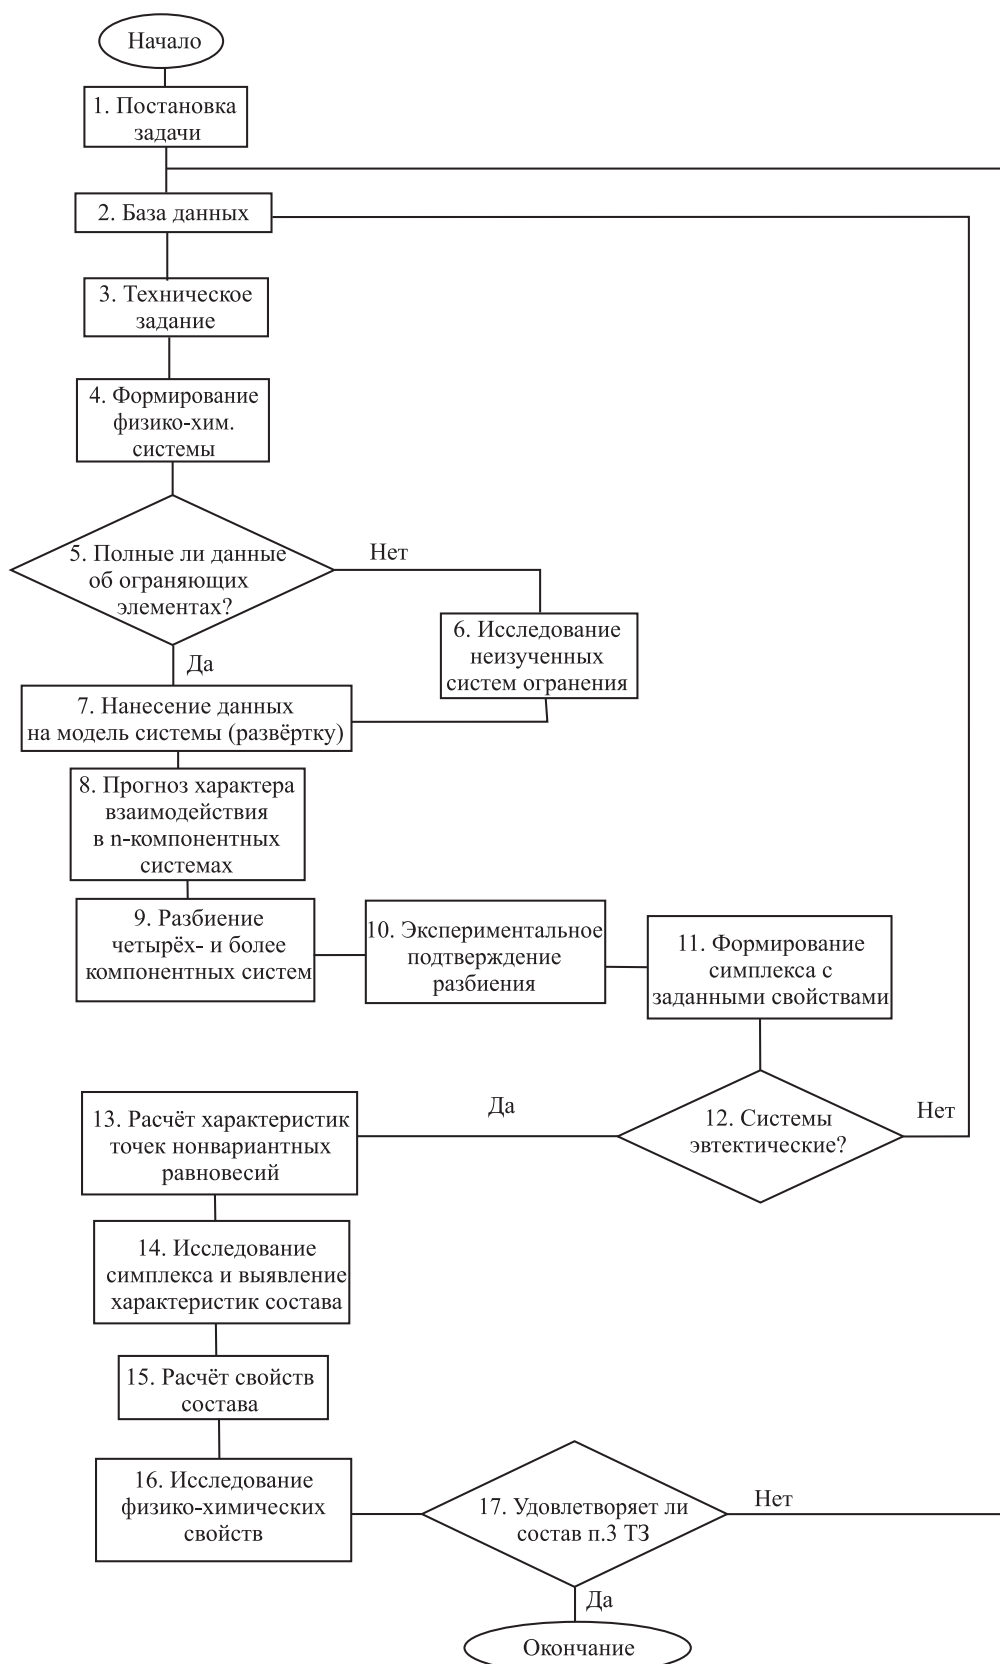 Начало
1. Постановка
задачи
2. База данных
3. Техническое
задание
4. Формирование
физико-хим.
системы
5. Полные ли данные
об ограняющих
элементах?
Нет
Да
6. Исследование
неизученных
систем огранения
7. Нанесение данных
на модель системы (развёртку)
8. Прогноз характера
взаимодействия
в n-компонентных
системах
9. Разбиение
четырёх- и более
компонентных систем
10. Экспериментальное
подтверждение
разбиения
11. Формирование
симплекса с
заданными свойствами
12. Системы
эвтектические?
Нет
Да
13. Расчёт характеристик
точек нонвариантных
равновесий
14. Исследование
симплекса и выявление
характеристик состава
15. Расчёт свойств
состава
16. Исследование
физико-химических
свойств
17. Удовлетворяет ли
состав п.3 ТЗ
Нет
Да
Окончание